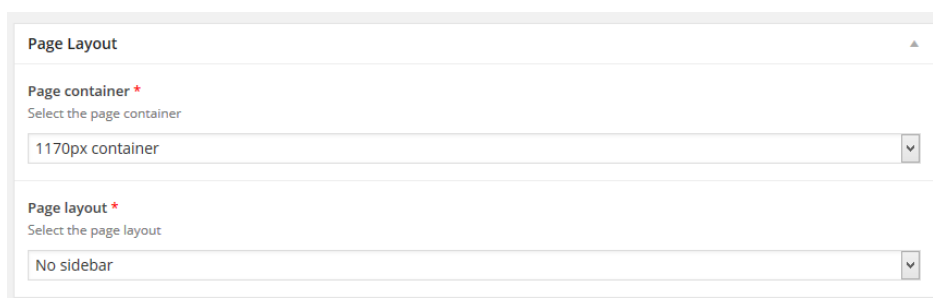 Page Layout
Page container *
Select the page container
1170px container
Page layout *
Select the page layout
No sidebar